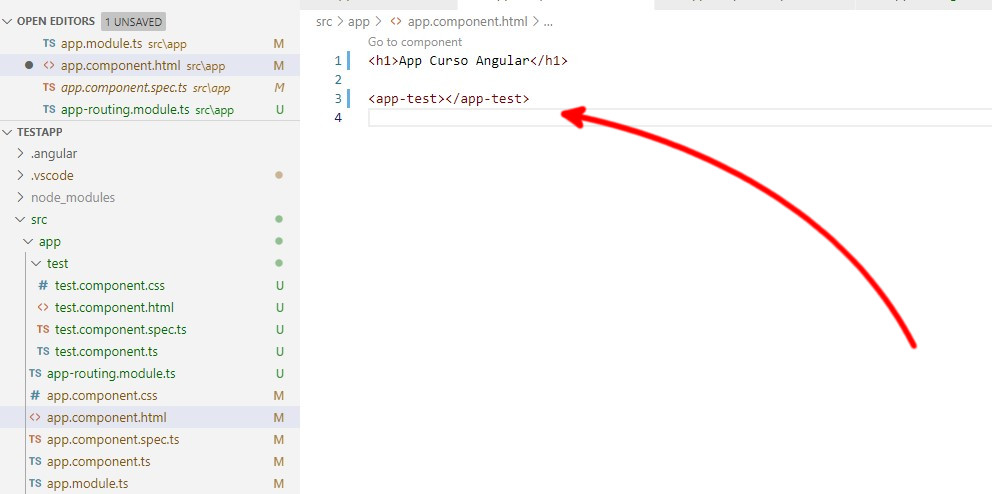 OPEN EDITORS 1 UNSAVED
TS app.module.ts src\app M
<> app.component.html src\app M
TS app.component.spec.ts src\app M
TS app-routing.module.ts src\app U
TESTAPP
.angular
.vscode
node_modules
src
app
test
# test.component.css U
<> test.component.html U
TS test.component.spec.ts U
TS test.component.ts U
TS app-routing.module.ts U
# app.component.css M
<> app.component.html M
TS app.component.spec.ts M
TS app.component.ts M
TS app.module.ts M
src > app > <> app.component.html > ...
Go to component
1 <h1>App Curso Angular</h1>
2
3 <app-test></app-test>
4